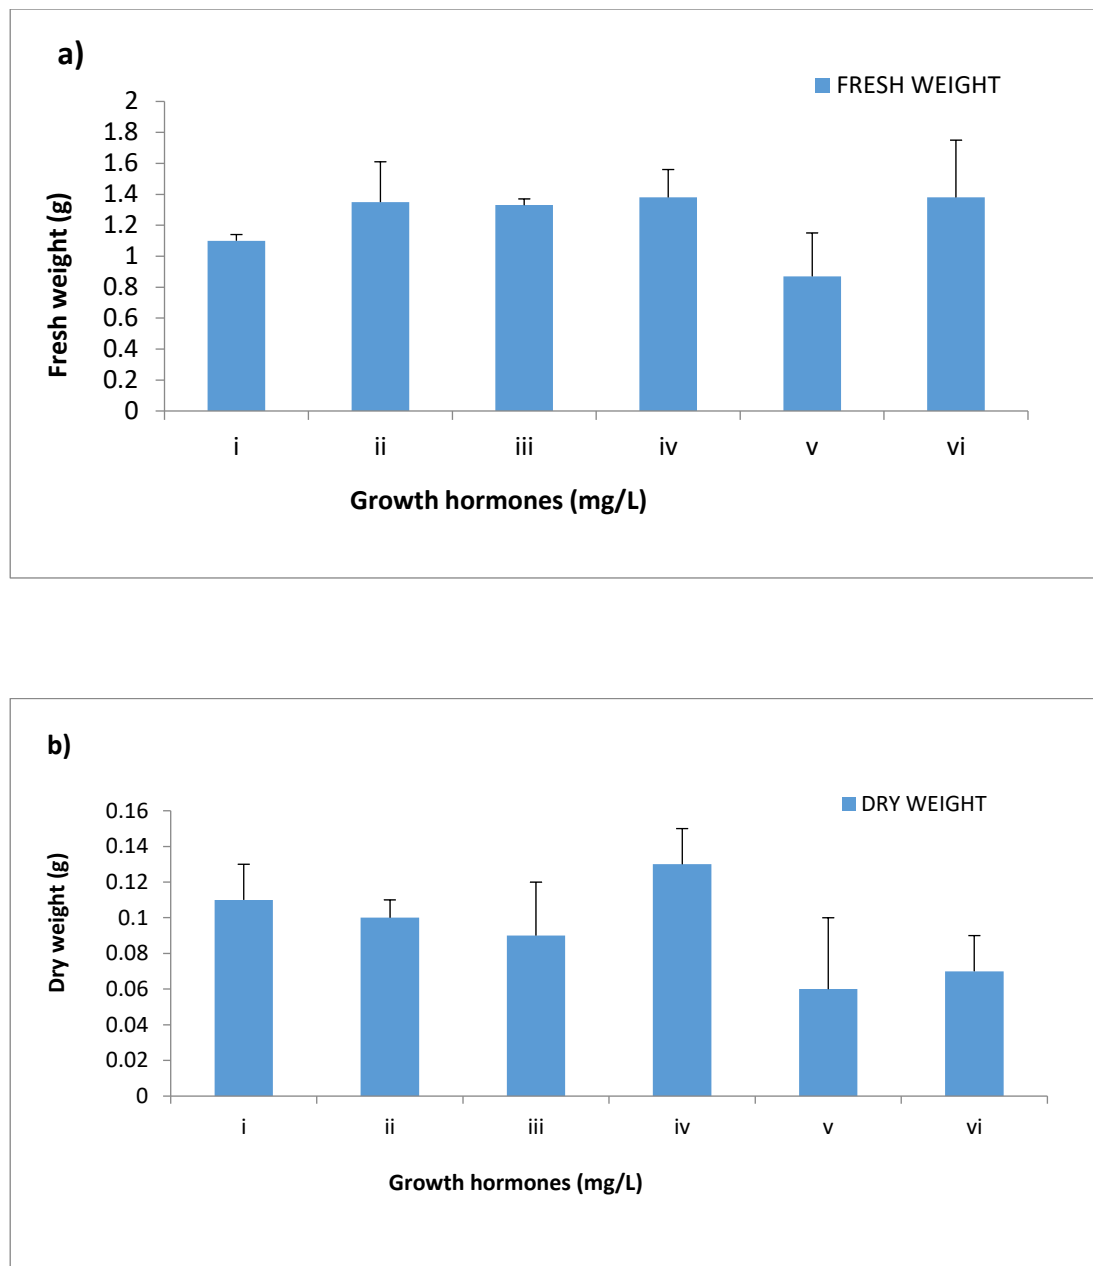 a)
FRESH WEIGHT
2
1.8
1.6
1.4
1.2
1
0.8
0.6
0.4
0.2
0
Fresh weight (g)
i ii iii iv v vi
Growth hormones (mg/L)
b)
DRY WEIGHT
0.16
0.14
0.12
0.1
0.08
0.06
0.04
0.02
0
Dry weight (g)
i ii iii iv v vi
Growth hormones (mg/L)